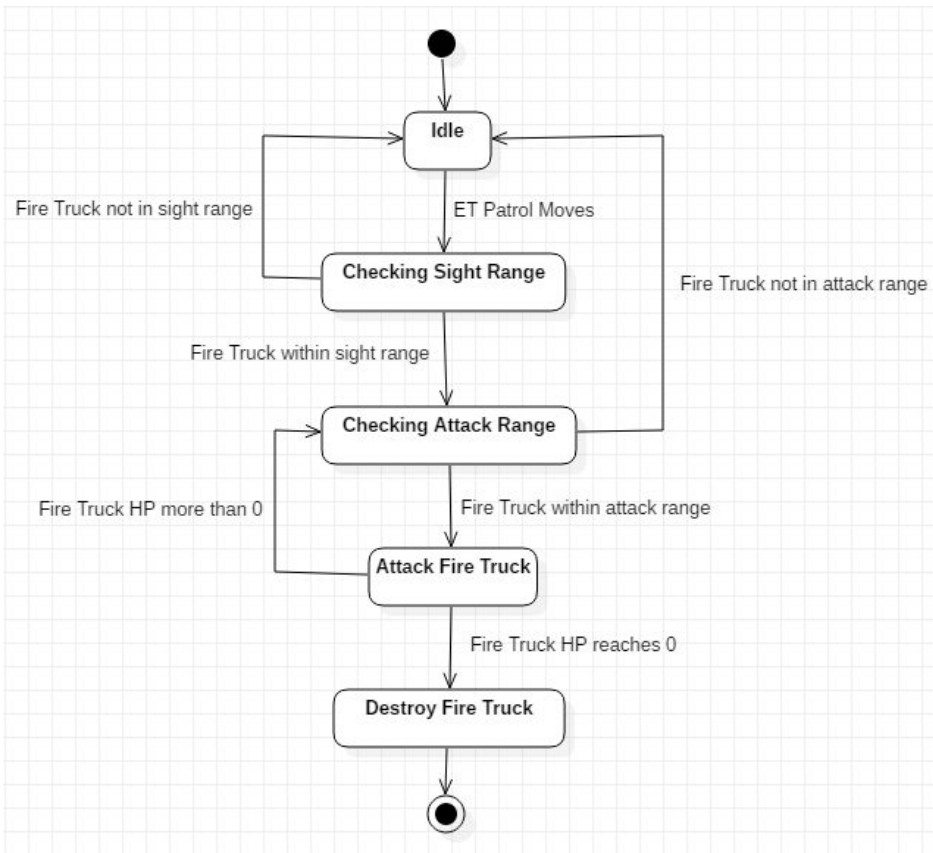 Idle
Fire Truck not in sight range
ET Patrol Moves
Checking Sight Range
Fire Truck not in attack range
Fire Truck within sight range
Checking Attack Range
Fire Truck HP more than 0
Fire Truck within attack range
Attack Fire Truck
Fire Truck HP reaches 0
Destroy Fire Truck